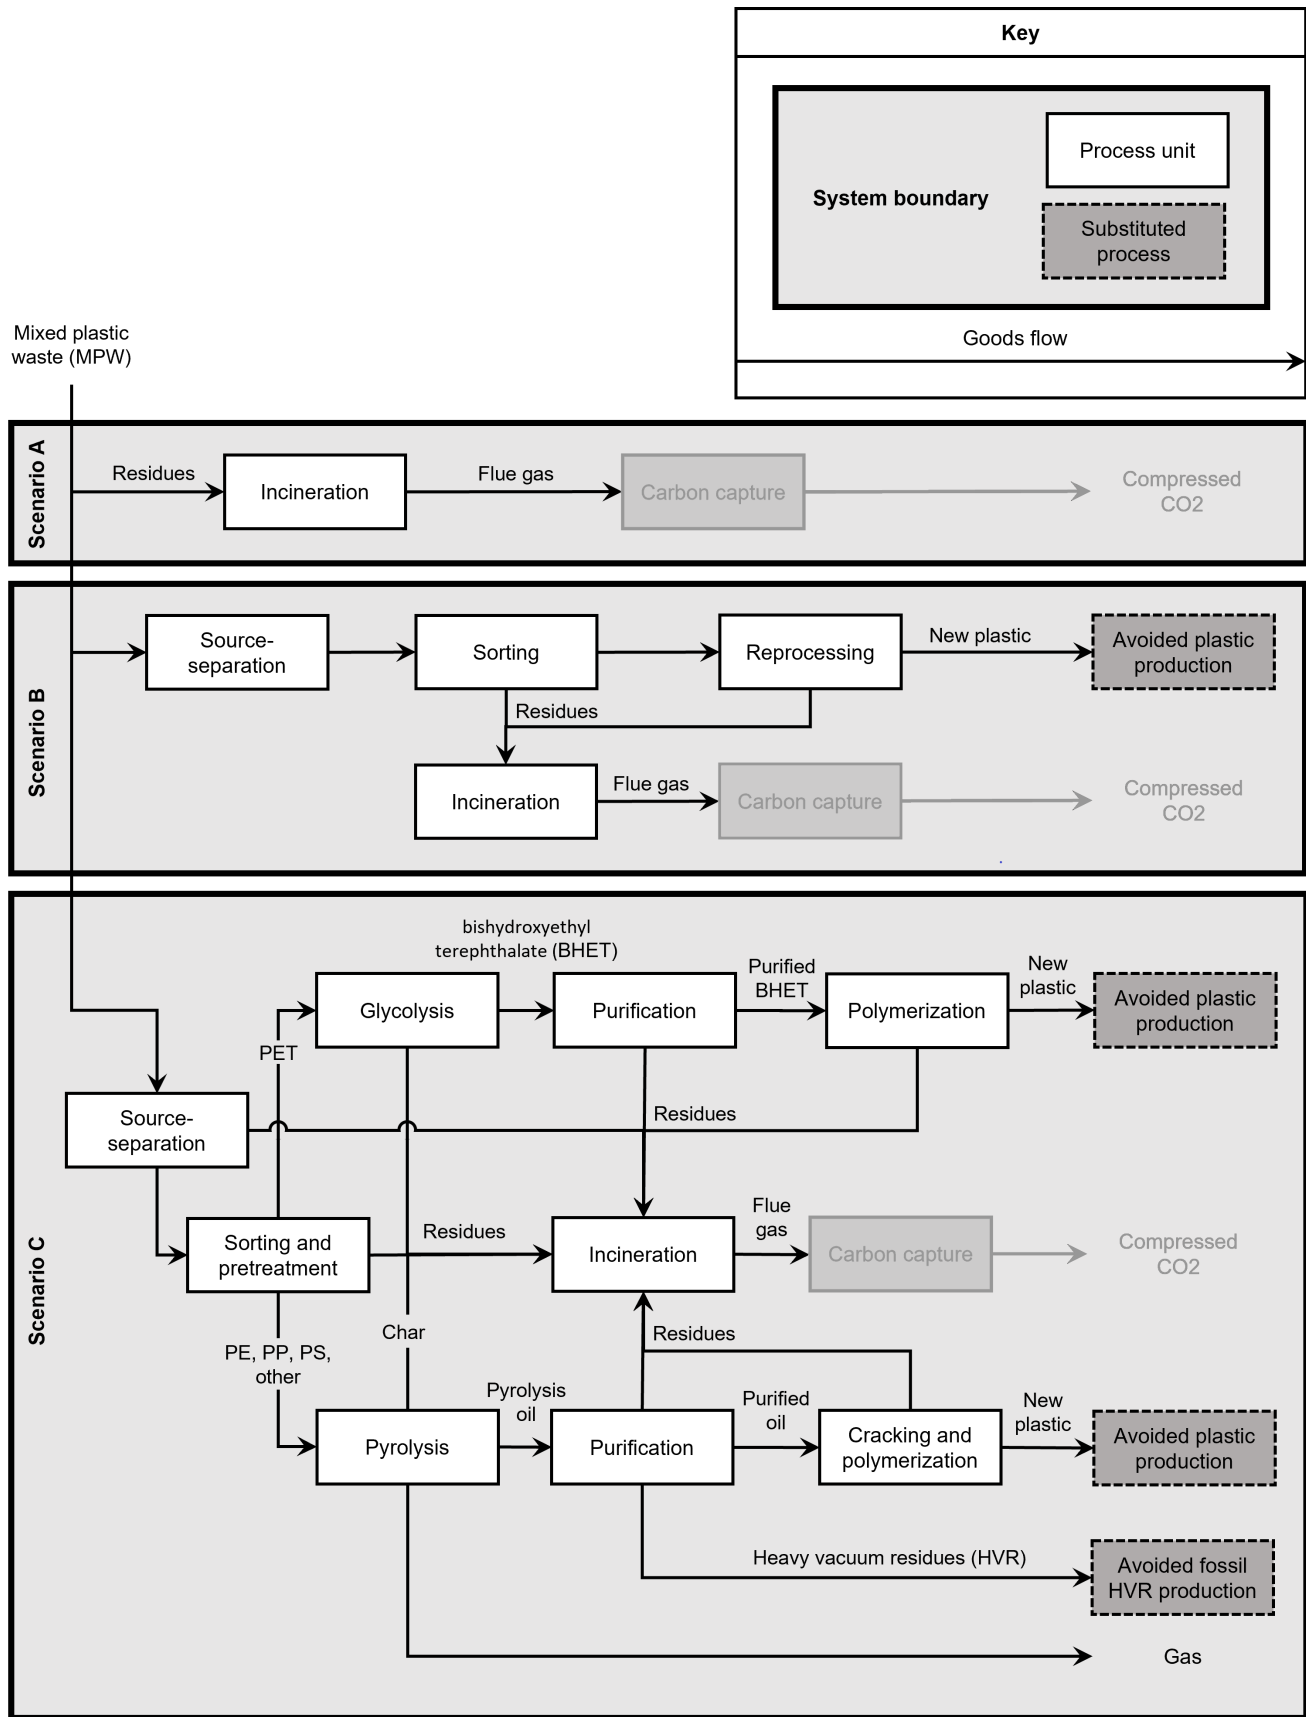 Key
Process unit
System boundary
Substituted
process
Goods flow
Mixed plastic
waste (MPW)
Scenario A
Residues
Incineration
Flue gas
Carbon capture
Compressed
CO2
Scenario B
Source-
separation
Sorting
Reprocessing
New plastic
Avoided plastic
production
Residues
Incineration
Flue gas
Carbon capture
Compressed
CO2
Scenario C
bishydroxyethyl
terephthalate (BHET)
Glycolysis
Purification
Purified
BHET
Polymerization
New
plastic
Avoided plastic
production
PET
Source-
separation
Residues
Sorting and
pretreatment
Residues
Incineration
Flue
gas
Carbon capture
Compressed
CO2
Char
Residues
PE, PP, PS,
other
Pyrolysis
Pyrolysis
oil
Purification
Purified
oil
Cracking and
polymerization
New
plastic
Avoided plastic
production
Heavy vacuum residues (HVR)
Avoided fossil
HVR production
Gas